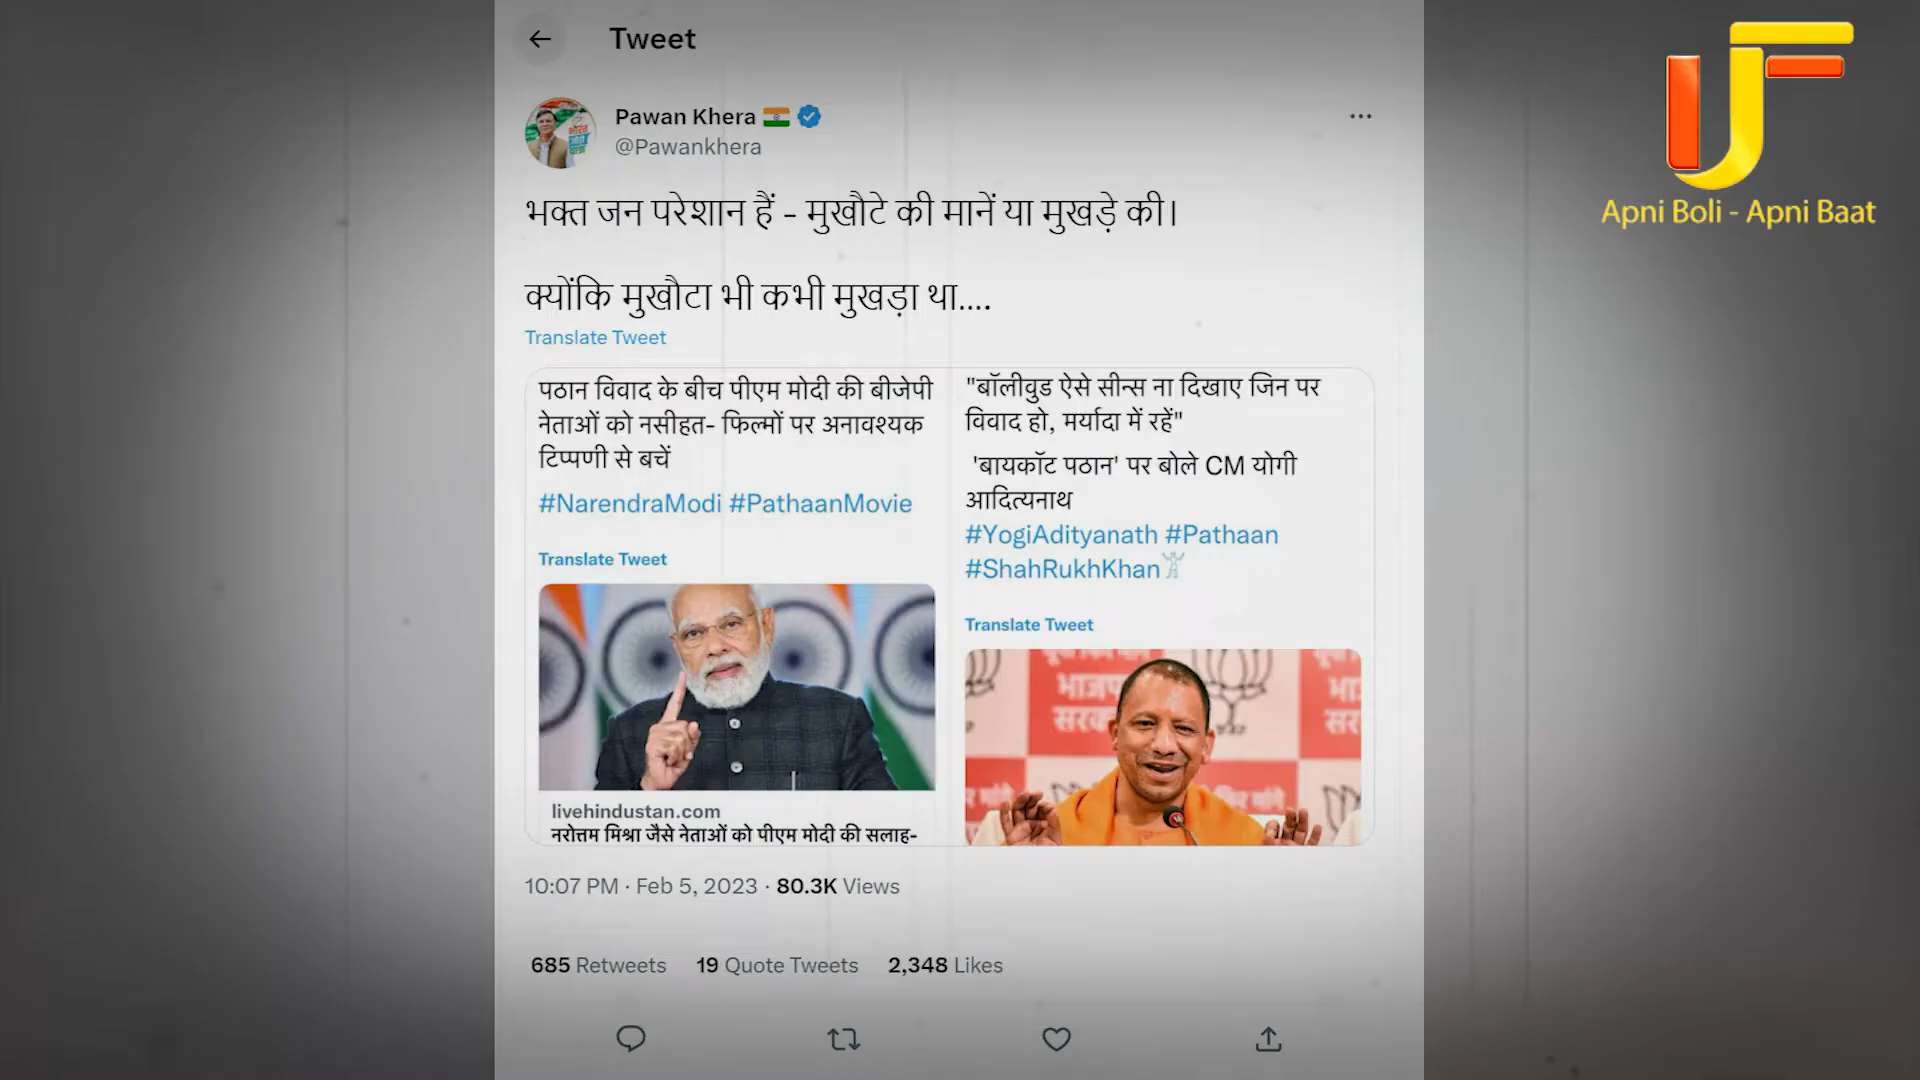 Tweet
Pawan Khera
@Pawankhera
भक्त जन परेशान हैं - मुखौटे की मानें या मुखड़े की।
क्योंकि मुखौटा भी कभी मुखड़ा था....
Translate Tweet
पठान विवाद के बीच पीएम मोदी की बीजेपी
नेताओं को नसीहत- फिल्मों पर अनावश्यक
टिप्पणी से बचें
#NarendraModi #PathaanMovie
Translate Tweet
livehindustan.com
नरोत्तम मिश्रा जैसे नेताओं को पीएम मोदी की सलाह-
"बॉलीवुड ऐसे सीन्स ना दिखाए जिन पर
विवाद हो, मर्यादा में रहें"
'बायकॉट पठान' पर बोले CM योगी
आदित्यनाथ
#YogiAdityanath #Pathaan
#ShahRukhKhan
Translate Tweet
10:07 PM · Feb 5, 2023 · 80.3K Views
685 Retweets 19 Quote Tweets 2,348 Likes
Apni Boli - Apni Baat